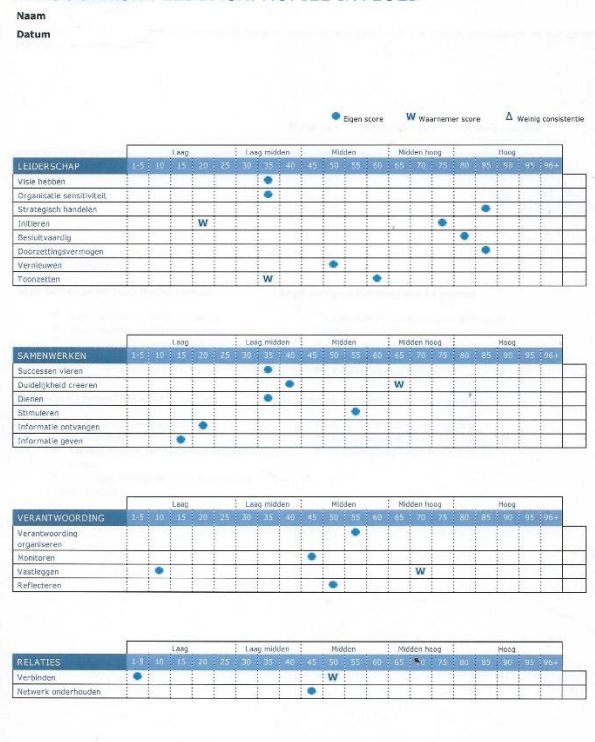 Naam
Datum
Eigen score W Waarnemer score Δ Weinig consistentie
Laag Laag midden Midden Midden hoog Hoog
LEIDERSCHAP 1-5 10 15 20 25 30 35 40 45 50 55 60 65 70 75 80 85 90 95 96+
Visie hebben
Organisatie sensitiviteit
Strategisch handelen
Initieren W
Besluitvaardig
Doorzettingsvermogen
Vernieuwen
Toonzetten W
Laag Laag midden Midden Midden hoog Hoog
SAMENWERKEN 1-5 10 15 20 25 30 35 40 45 50 55 60 65 70 75 80 85 90 95 96+
Successen vieren
Duidelijkheid creeren W
Dienen
Stimuleren
Informatie ontvangen
Informatie geven
Laag Laag midden Midden Midden hoog Hoog
VERANTWOORDING 1-5 10 15 20 25 30 35 40 45 50 55 60 65 70 75 80 85 90 95 96+
Verantwoording
organiseren
Monitoren
Vastleggen W
Reflecteren
Laag Laag midden Midden Midden hoog Hoog
RELATIES 1-5 10 15 20 25 30 35 40 45 50 55 60 65 70 75 80 85 90 95 96+
Verbinden W
Netwerk onderhouden